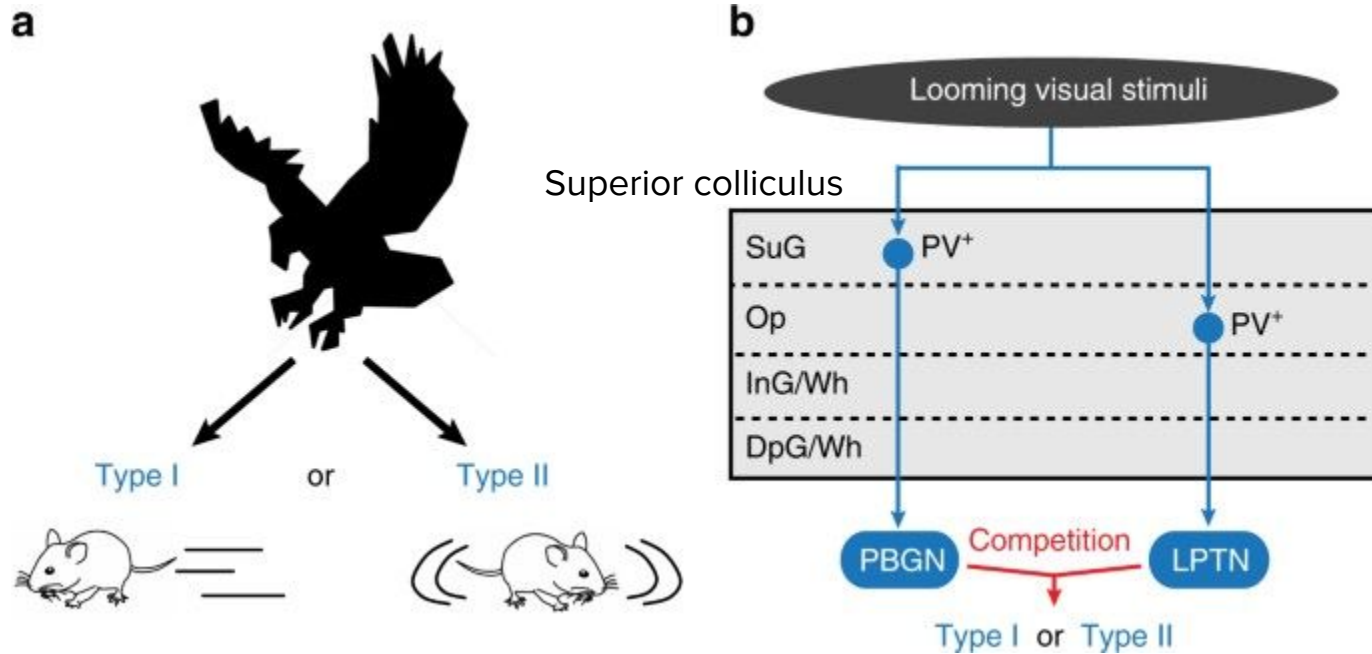 a
Type I or Type II
b
Looming visual stimuli
Superior colliculus
SuG PV⁺
Op PV⁺
InG/Wh
DpG/Wh
PBGN Competition LPTN
Type I or Type II